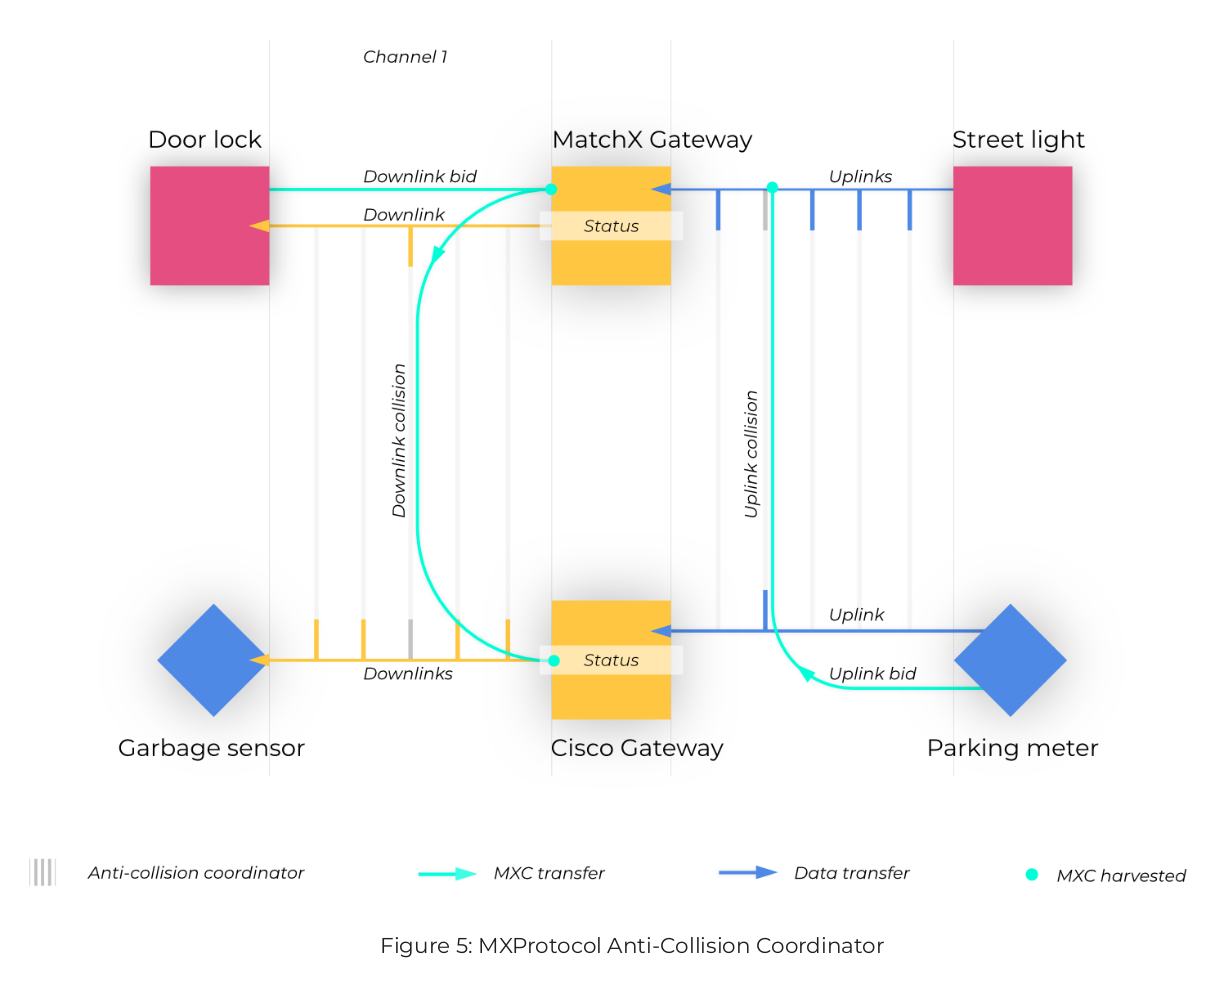 Channel 1
Door lock
MatchX Gateway
Street light
Downlink bid
Uplinks
Downlink
Status
Downlink collision
Uplink collision
Uplink
Status
Downlinks
Uplink bid
Garbage sensor
Cisco Gateway
Parking meter
Anti-collision coordinator
MXC transfer
Data transfer
MXC harvested
Figure 5: MXProtocol Anti-Collision Coordinator